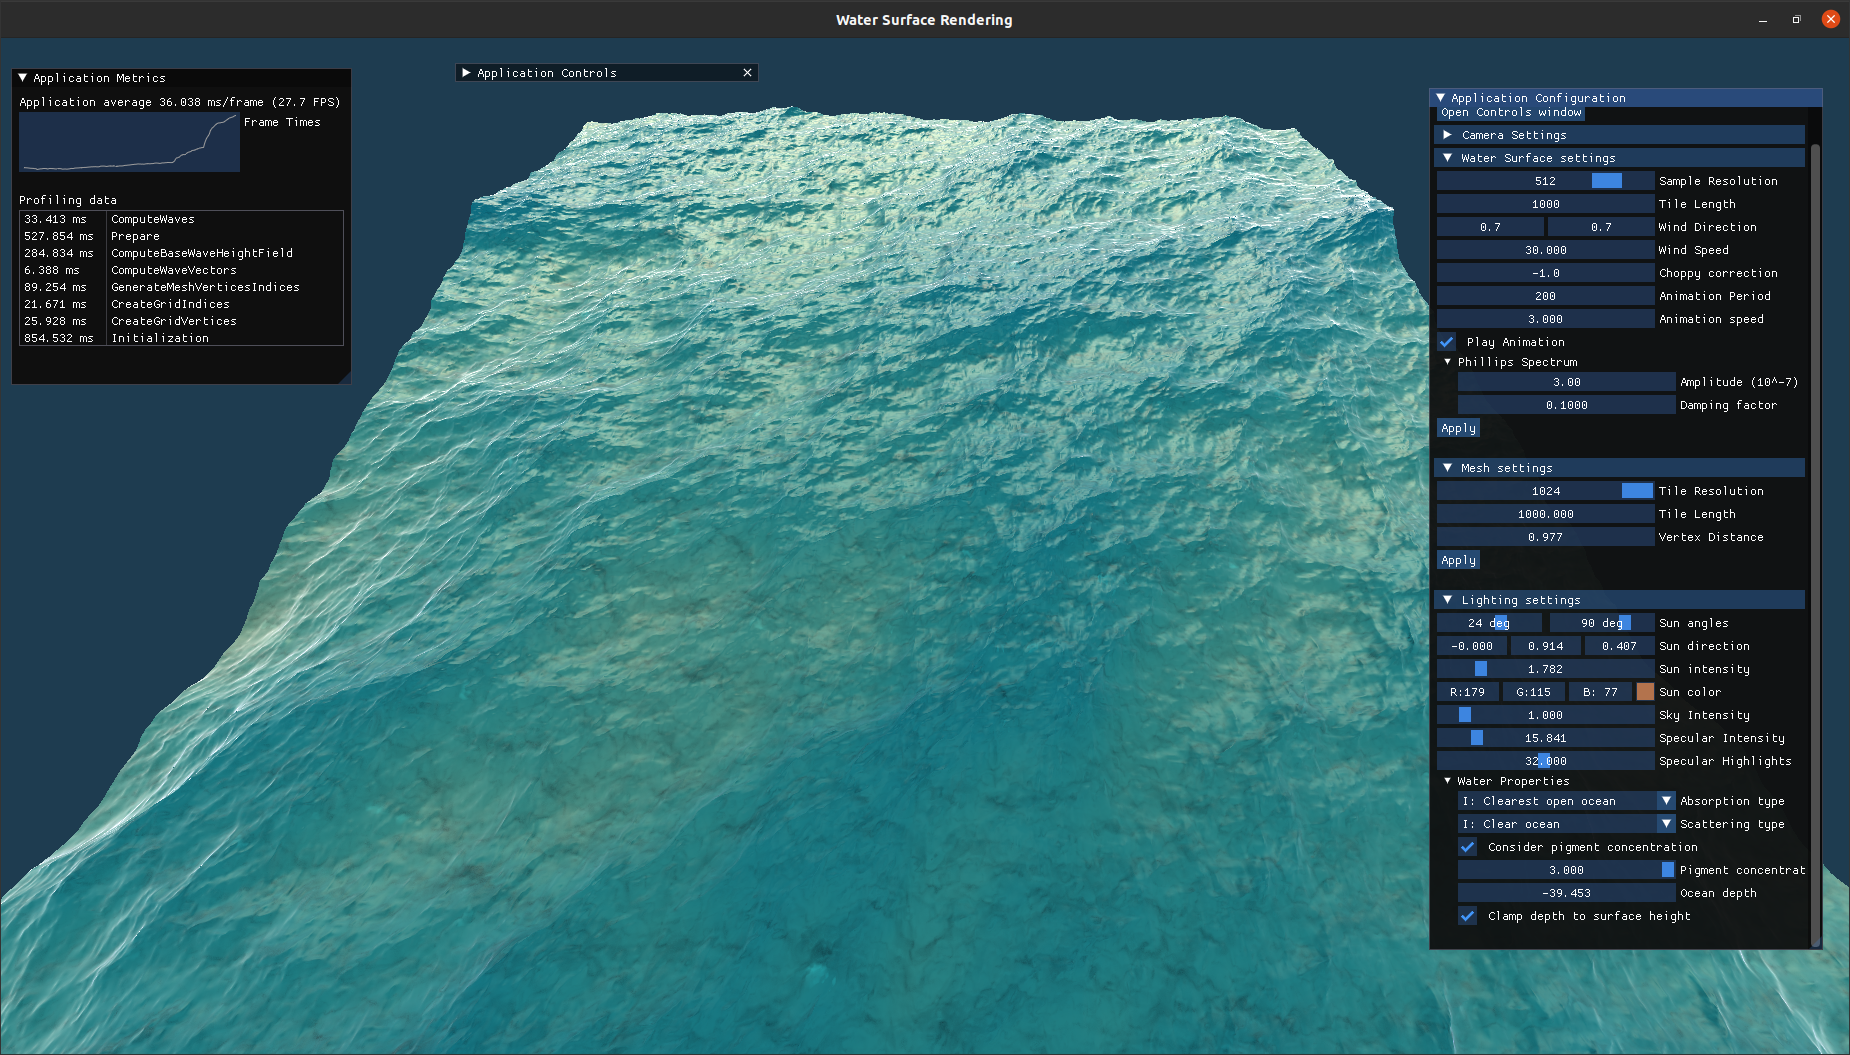 Water Surface Rendering
Application Metrics
Application average 36.038 ms/frame (27.7 FPS)
Frame Times
Profiling data
33.413 ms ComputeWaves
527.854 ms Prepare
284.834 ms ComputeBaseWaveHeightField
6.388 ms ComputeWaveVectors
89.254 ms GenerateMeshVerticesIndices
21.671 ms CreateGridIndices
25.928 ms CreateGridVertices
854.532 ms Initialization
Application Controls
Application Configuration
Open Controls window
Camera Settings
Water Surface settings
512 Sample Resolution
1000 Tile Length
0.7 0.7 Wind Direction
30.000 Wind Speed
-1.0 Choppy correction
200 Animation Period
3.000 Animation speed
Play Animation
Phillips Spectrum
3.00 Amplitude (10^-7)
0.1000 Damping factor
Apply
Mesh settings
1024 Tile Resolution
1000.000 Tile Length
0.977 Vertex Distance
Apply
Lighting settings
24 deg 90 deg Sun angles
-0.000 0.914 0.407 Sun direction
1.782 Sun intensity
R:179 G:115 B: 77 Sun color
1.000 Sky Intensity
15.841 Specular Intensity
32.000 Specular Highlights
Water Properties
I: Clearest open ocean Absorption type
I: Clear ocean Scattering type
Consider pigment concentration
3.000 Pigment concentrat
-39.453 Ocean depth
Clamp depth to surface height